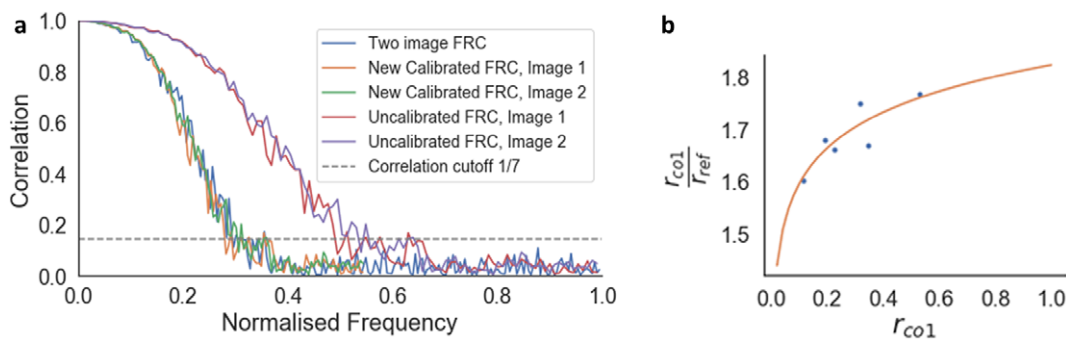 a
1.0
0.8
0.6
0.4
0.2
0.0
Correlation
0.0 0.2 0.4 0.6 0.8 1.0
Normalised Frequency
Two image FRC
New Calibrated FRC, Image 1
New Calibrated FRC, Image 2
Uncalibrated FRC, Image 1
Uncalibrated FRC, Image 2
Correlation cutoff 1/7
b
1.8
1.7
1.6
1.5
r_co1
r_ref
0.0 0.2 0.4 0.6 0.8 1.0
r_co1